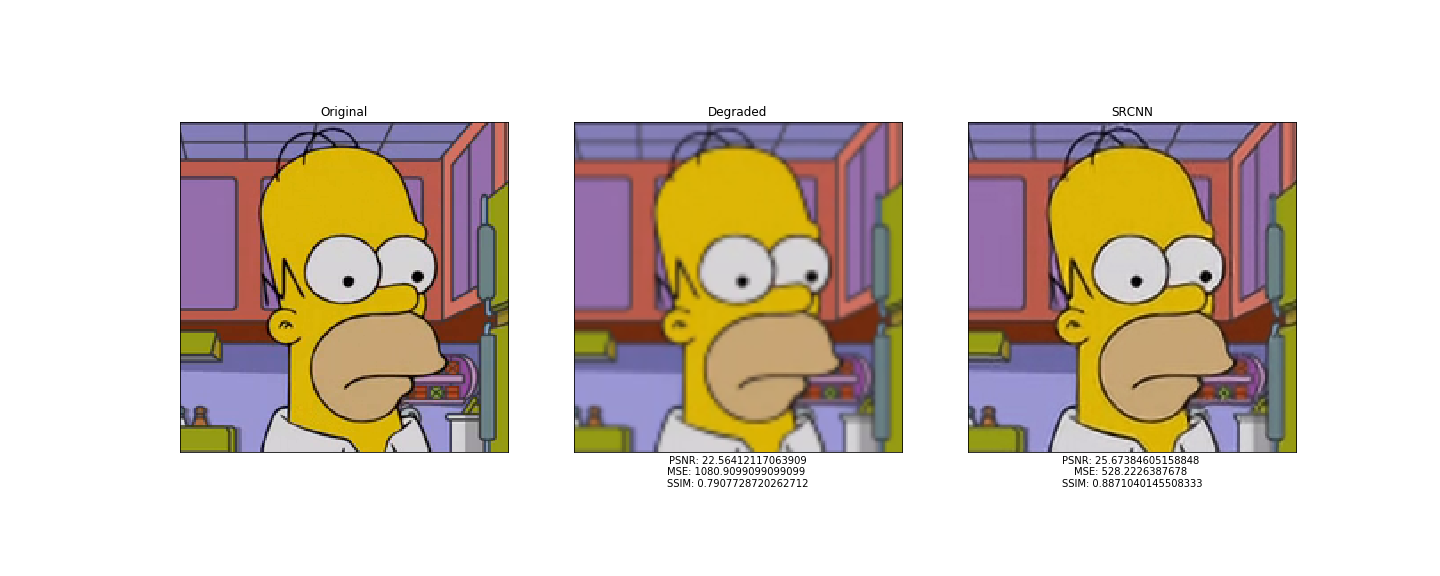 Original
Degraded
SRCNN
PSNR: 22.56412117063909
MSE: 1080.9099099099099
SSIM: 0.7907728720262712
PSNR: 25.67384605158848
MSE: 528.2226387678
SSIM: 0.8871040145508333